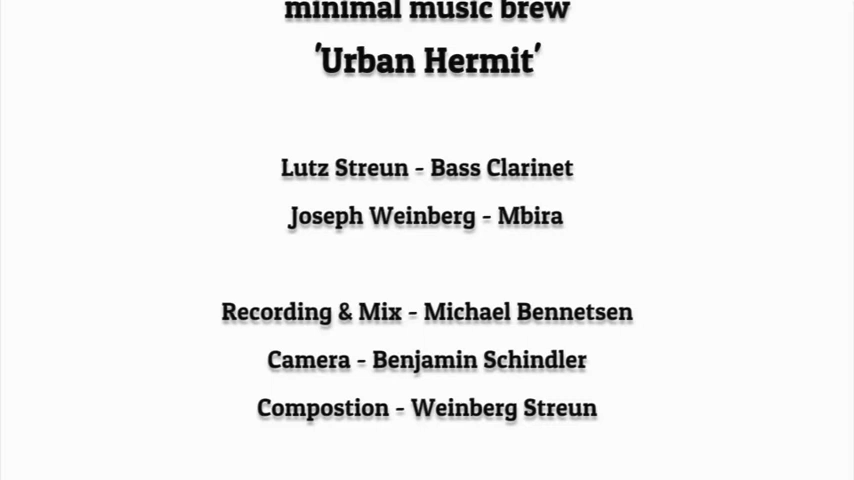 minimal music brew
'Urban Hermit'
Lutz Streun - Bass Clarinet
Joseph Weinberg - Mbira
Recording & Mix - Michael Bennetsen
Camera - Benjamin Schindler
Compostion - Weinberg Streun